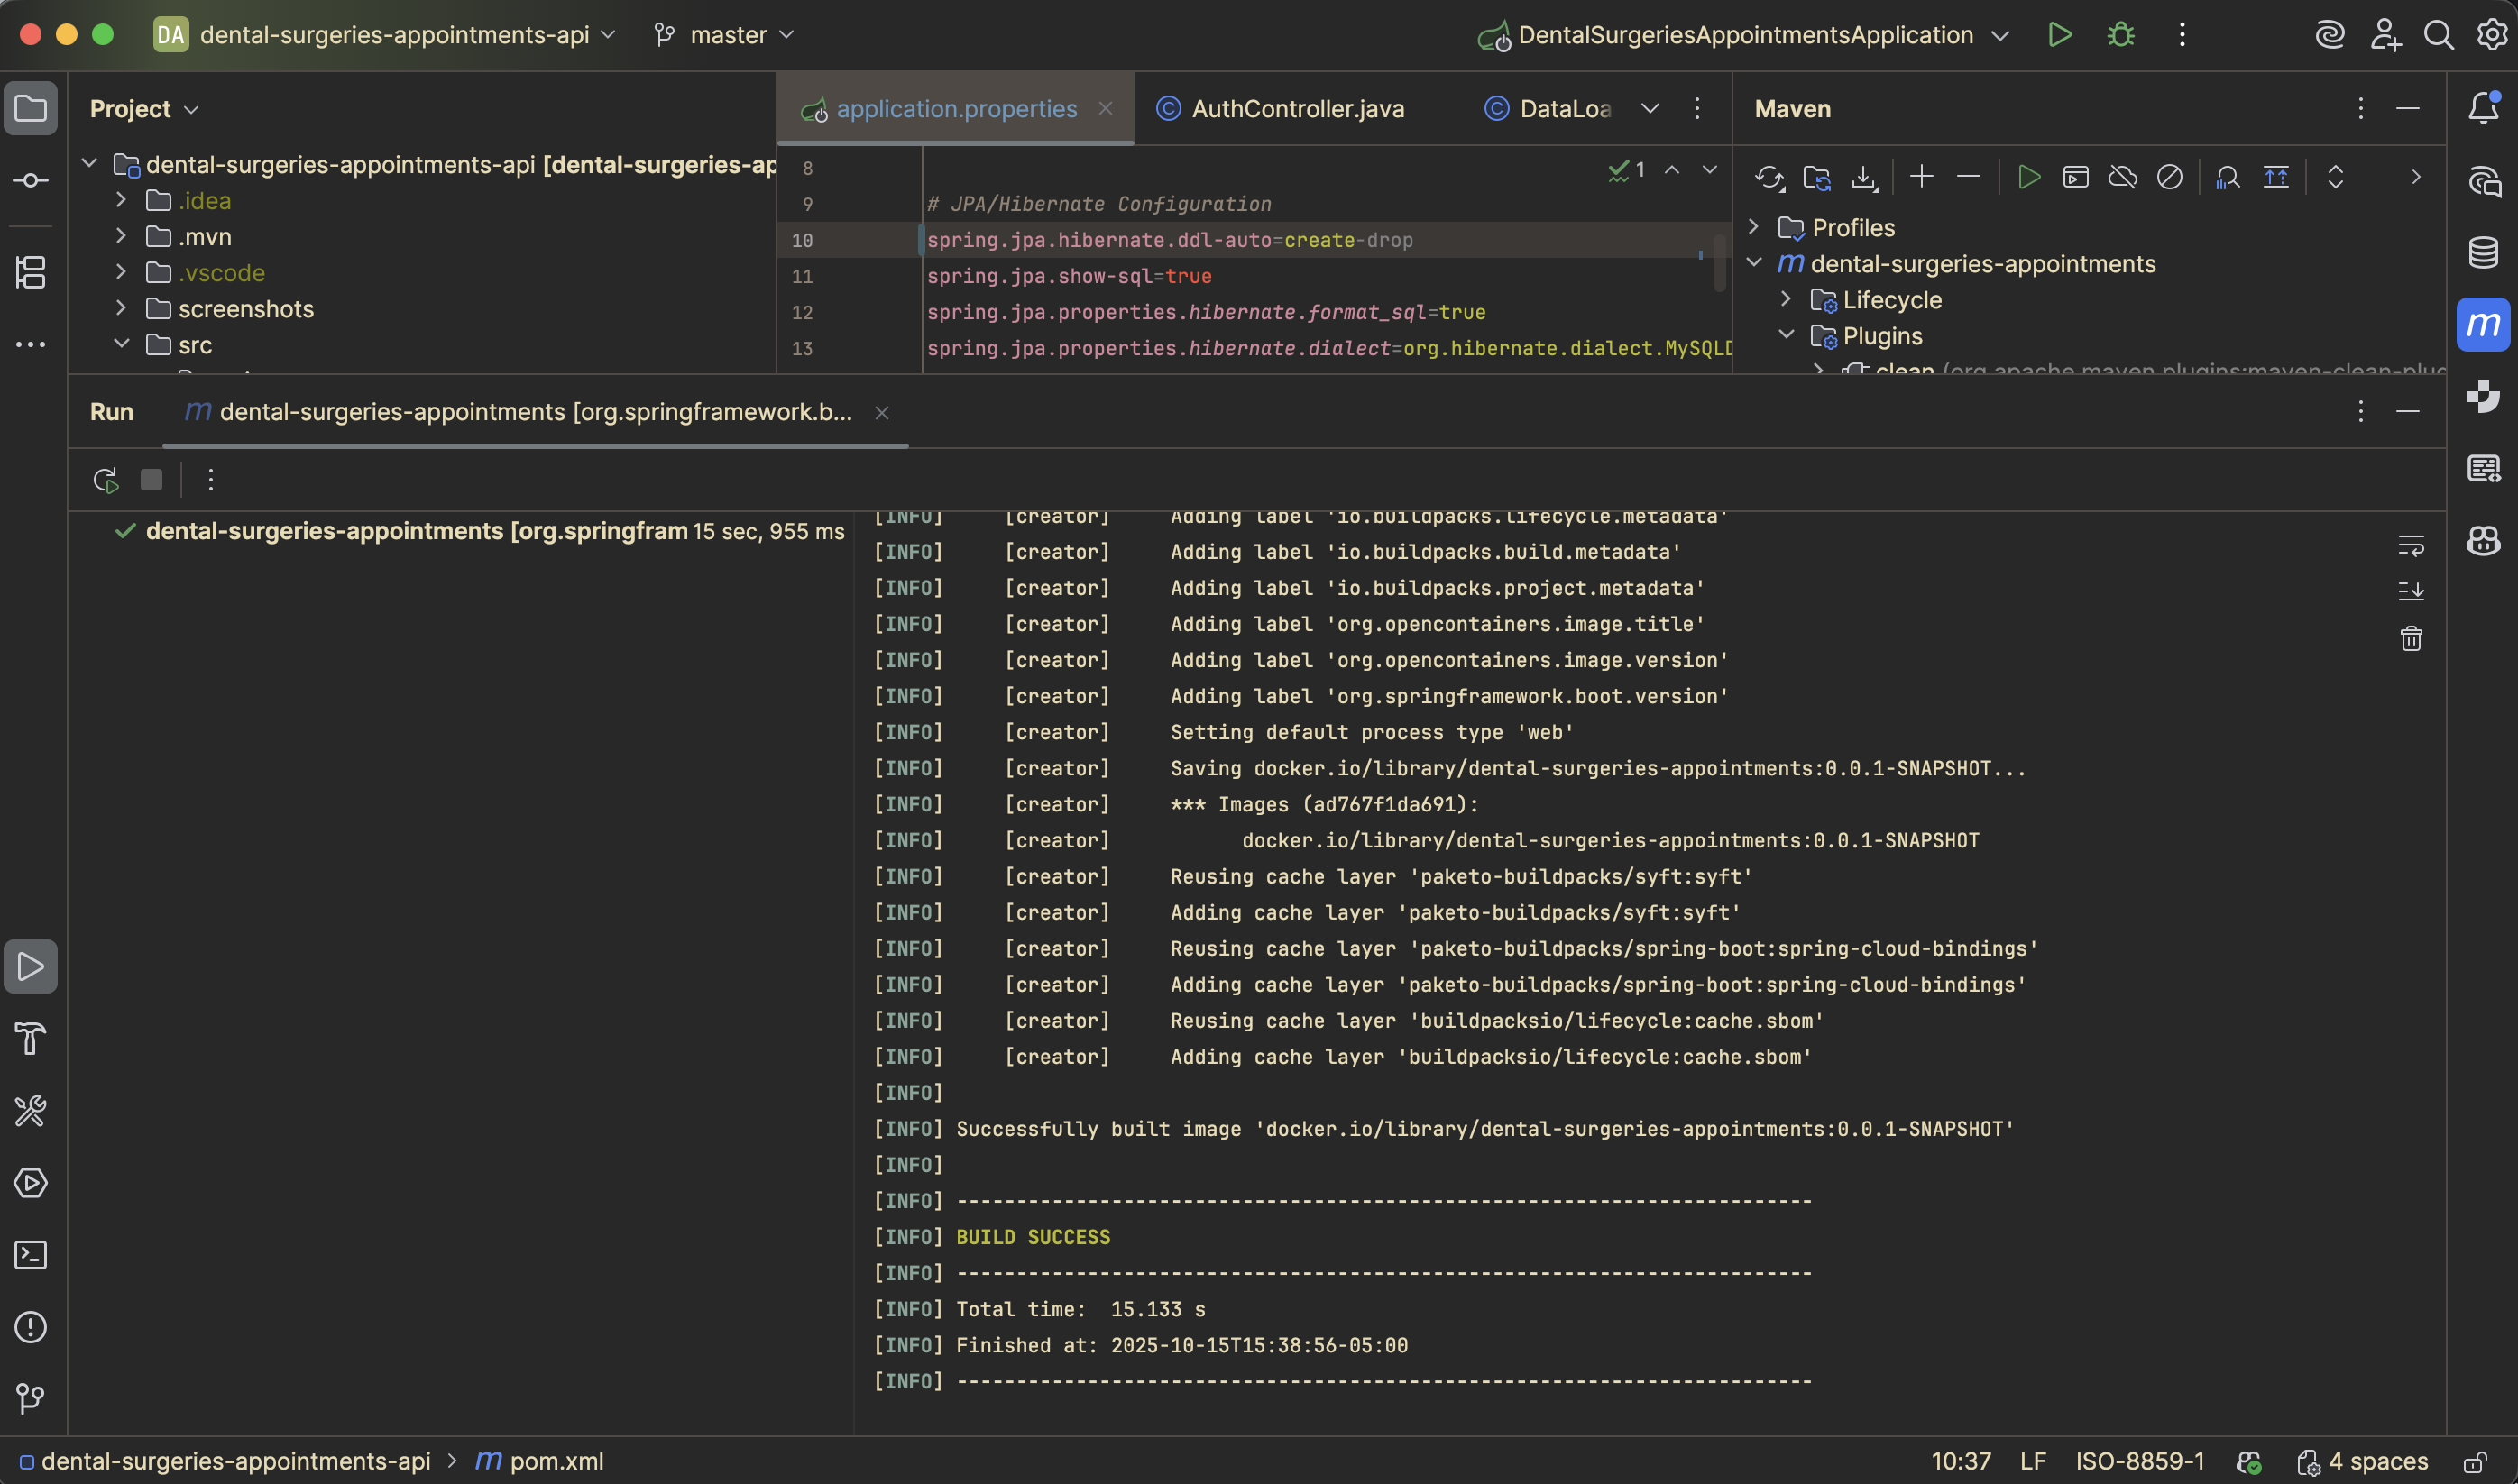 DA dental-surgeries-appointments-api master DentalSurgeriesAppointmentsApplication
Project
dental-surgeries-appointments-api [dental-surgeries-ap
.idea
.mvn
.vscode
screenshots
src
application.properties AuthController.java DataLoa
1
8
9 # JPA/Hibernate Configuration
10 spring.jpa.hibernate.ddl-auto=create-drop
11 spring.jpa.show-sql=true
12 spring.jpa.properties.hibernate.format_sql=true
13 spring.jpa.properties.hibernate.dialect=org.hibernate.dialect.MySQLD
Maven
Profiles
m dental-surgeries-appointments
Lifecycle
Plugins
clean (org.apache.maven.plugins:maven-clean-plug
m
Run m dental-surgeries-appointments [org.springframework.b...
dental-surgeries-appointments [org.springfram 15 sec, 955 ms
[INFO] [creator] Adding label 'io.buildpacks.lifecycle.metadata'
[INFO] [creator] Adding label 'io.buildpacks.build.metadata'
[INFO] [creator] Adding label 'io.buildpacks.project.metadata'
[INFO] [creator] Adding label 'org.opencontainers.image.title'
[INFO] [creator] Adding label 'org.opencontainers.image.version'
[INFO] [creator] Adding label 'org.springframework.boot.version'
[INFO] [creator] Setting default process type 'web'
[INFO] [creator] Saving docker.io/library/dental-surgeries-appointments:0.0.1-SNAPSHOT...
[INFO] [creator] *** Images (ad767f1da691):
[INFO] [creator] docker.io/library/dental-surgeries-appointments:0.0.1-SNAPSHOT
[INFO] [creator] Reusing cache layer 'paketo-buildpacks/syft:syft'
[INFO] [creator] Adding cache layer 'paketo-buildpacks/syft:syft'
[INFO] [creator] Reusing cache layer 'paketo-buildpacks/spring-boot:spring-cloud-bindings'
[INFO] [creator] Adding cache layer 'paketo-buildpacks/spring-boot:spring-cloud-bindings'
[INFO] [creator] Reusing cache layer 'buildpacksio/lifecycle:cache.sbom'
[INFO] [creator] Adding cache layer 'buildpacksio/lifecycle:cache.sbom'
[INFO]
[INFO] Successfully built image 'docker.io/library/dental-surgeries-appointments:0.0.1-SNAPSHOT'
[INFO]
[INFO] ------------------------------------------------------------------------
[INFO] BUILD SUCCESS
[INFO] ------------------------------------------------------------------------
[INFO] Total time:  15.133 s
[INFO] Finished at: 2025-10-15T15:38:56-05:00
[INFO] ------------------------------------------------------------------------
dental-surgeries-appointments-api > m pom.xml 10:37 LF ISO-8859-1 4 spaces